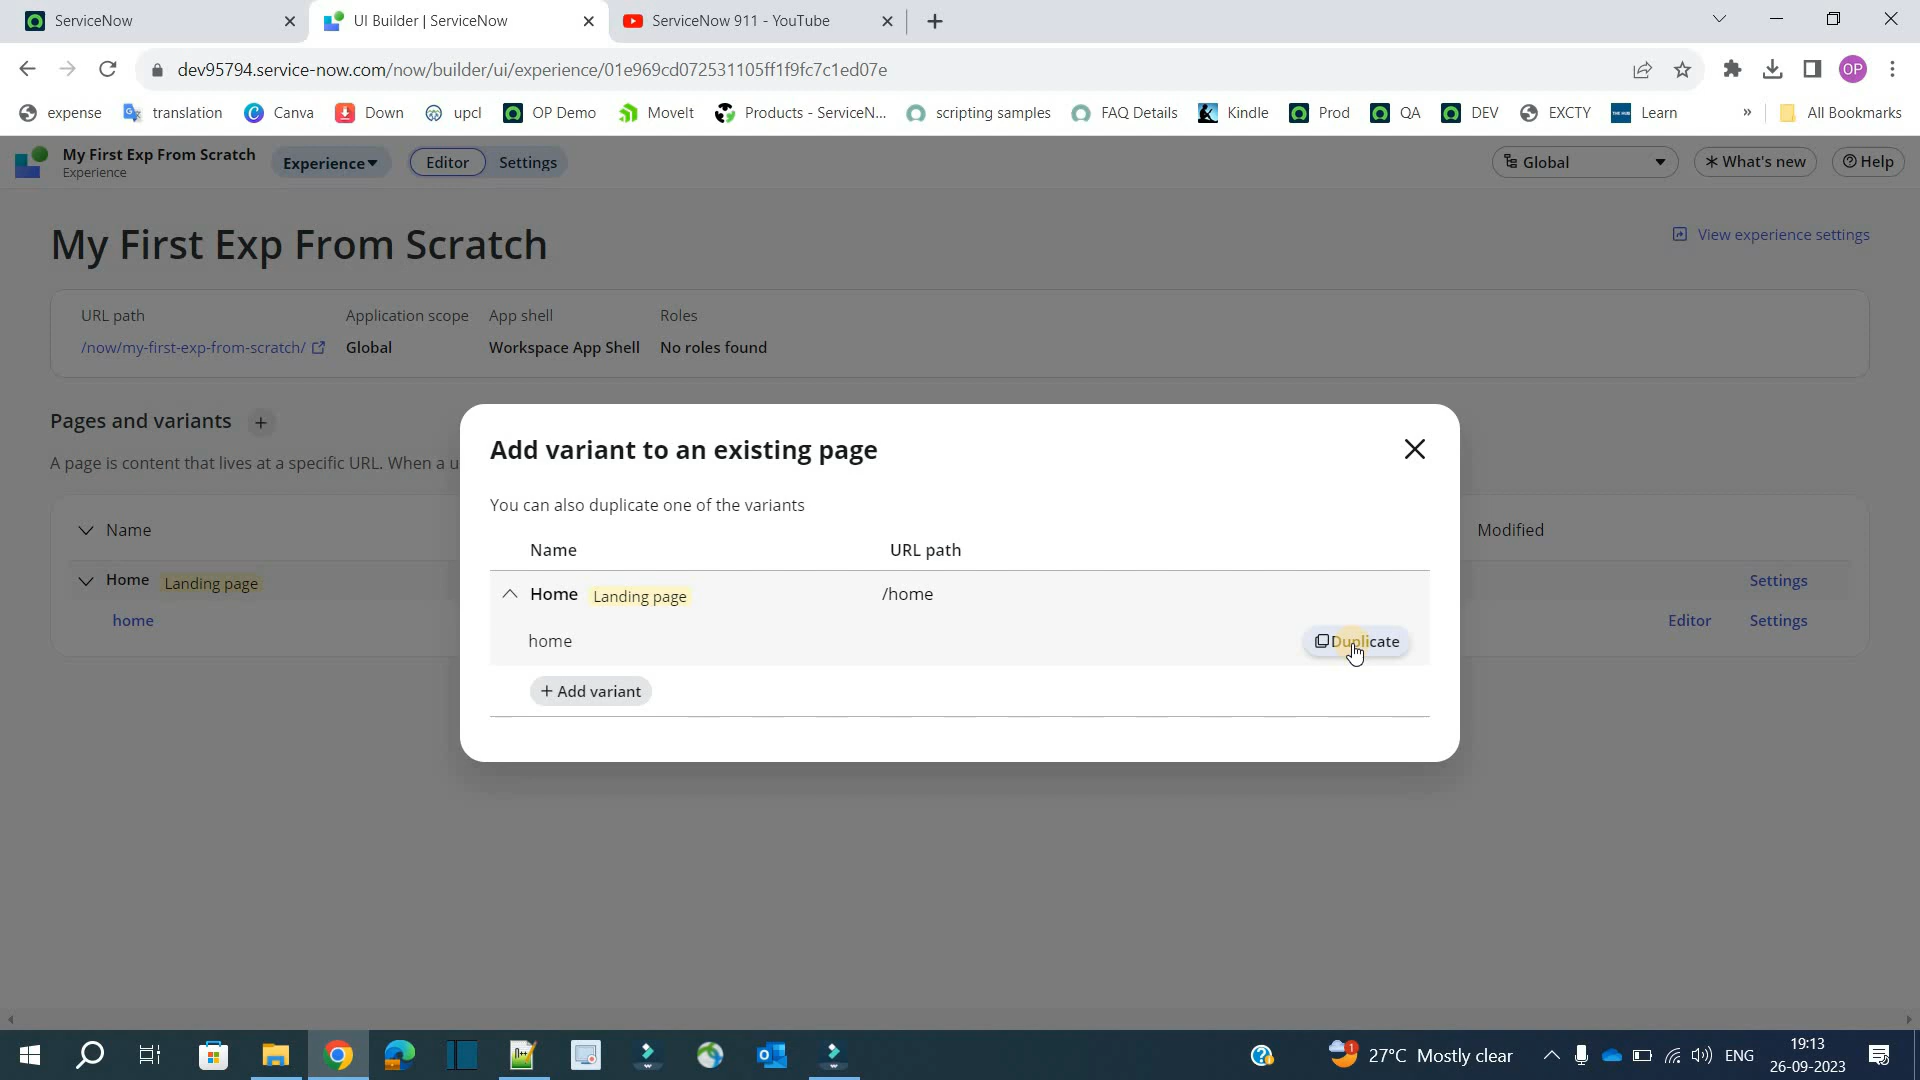 ServiceNow
UI Builder | ServiceNow
ServiceNow 911 - YouTube
dev95794.service-now.com/now/builder/ui/experience/01e969cd072531105ff1f9fc7c1ed07e
OP
expense
translation
Canva
Down
upcl
OP Demo
MoveIt
Products - ServiceN...
scripting samples
FAQ Details
Kindle
Prod
QA
DEV
EXCTY
Learn
»
All Bookmarks
My First Exp From Scratch
Experience
Experience
Editor
Settings
Global
What's new
Help
My First Exp From Scratch
View experience settings
URL path
Application scope
App shell
Roles
/now/my-first-exp-from-scratch/
Global
Workspace App Shell
No roles found
Pages and variants
A page is content that lives at a specific URL. When a u
Name
Modified
Home
Landing page
Settings
home
Editor
Settings
Add variant to an existing page
You can also duplicate one of the variants
Name
URL path
Home
Landing page
/home
home
Duplicate
+ Add variant
1
27°C Mostly clear
ENG
19:13
26-09-2023